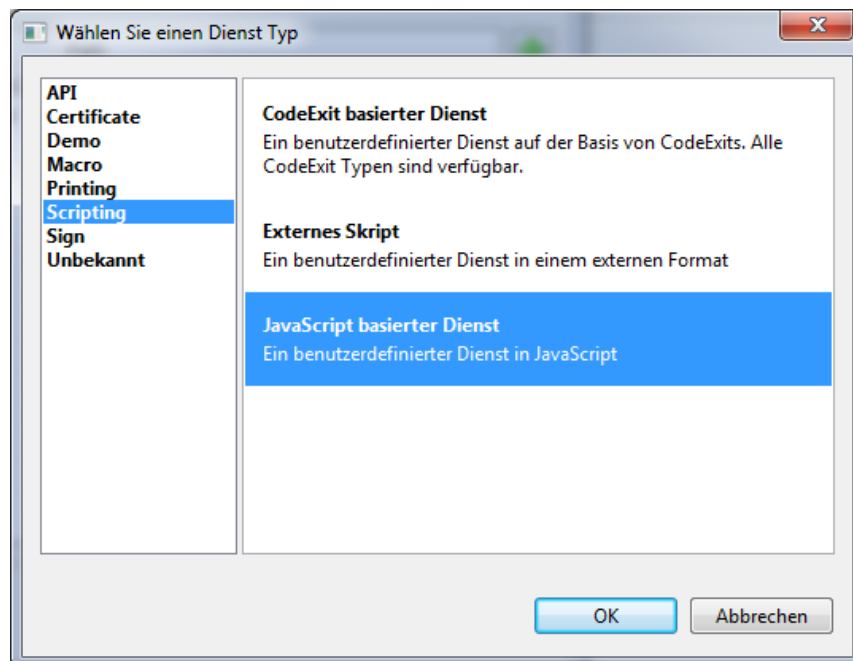 Wählen Sie einen Dienst Typ
API
Certificate
Demo
Macro
Printing
Scripting
Sign
Unbekannt
CodeExit basierter Dienst
Ein benutzerdefinierter Dienst auf der Basis von CodeExits. Alle
CodeExit Typen sind verfügbar.
Externes Skript
Ein benutzerdefinierter Dienst in einem externen Format
JavaScript basierter Dienst
Ein benutzerdefinierter Dienst in JavaScript
OK
Abbrechen